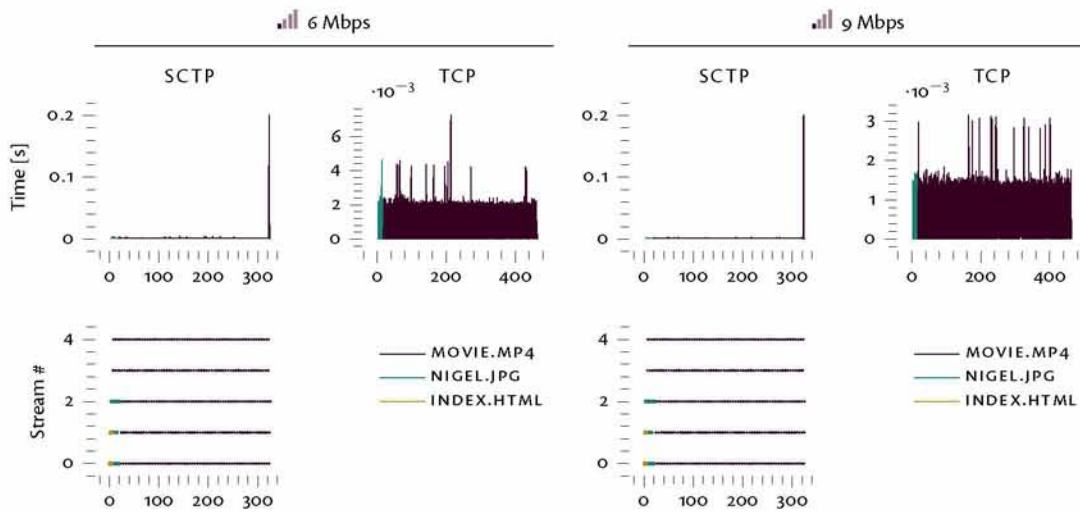 6 Mbps
9 Mbps
SCTP
TCP
SCTP
TCP
Time [s]
0.2
0.1
0
0 100 200 300
·10⁻³
6
4
2
0
0 200 400
0.2
0.1
0
0 100 200 300
·10⁻³
3
2
1
0
0 200 400
Stream #
4
2
0
0 100 200 300
MOVIE.MP4
NIGEL.JPG
INDEX.HTML
4
2
0
0 100 200 300
MOVIE.MP4
NIGEL.JPG
INDEX.HTML